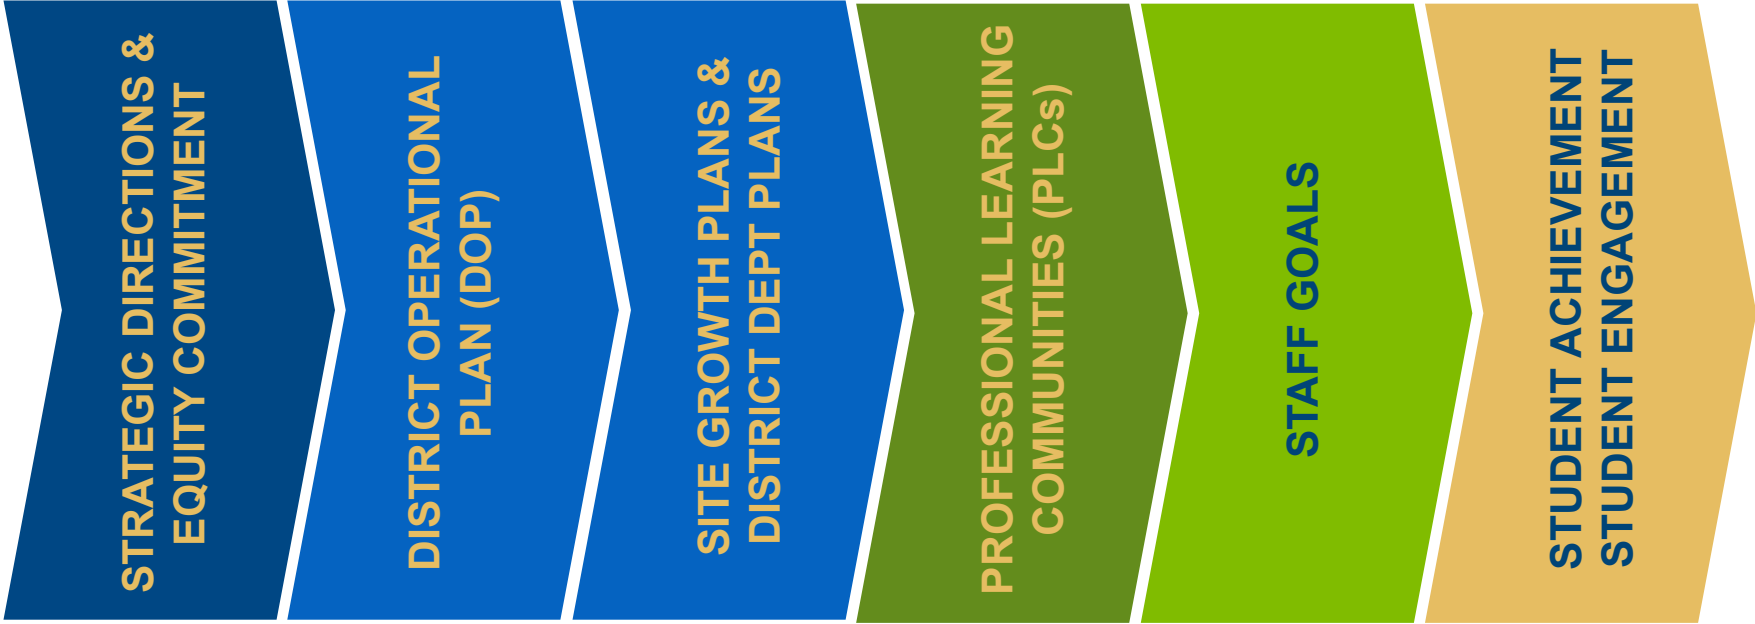 STRATEGIC DIRECTIONS &
EQUITY COMMITMENT
DISTRICT OPERATIONAL
PLAN (DOP)
SITE GROWTH PLANS &
DISTRICT DEPT PLANS
PROFESSIONAL LEARNING
COMMUNITIES (PLCs)
STAFF GOALS
STUDENT ACHIEVEMENT
STUDENT ENGAGEMENT